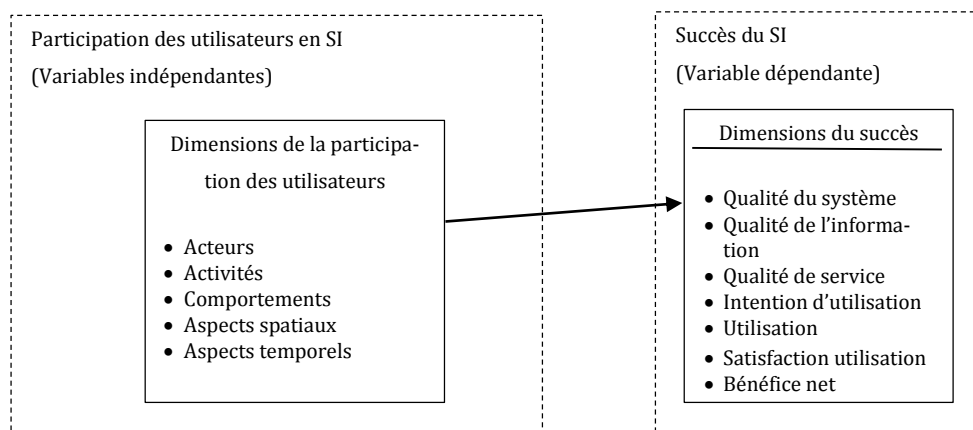 Participation des utilisateurs en SI
(Variables indépendantes)
Dimensions de la participa-
tion des utilisateurs
• Acteurs
• Activités
• Comportements
• Aspects spatiaux
• Aspects temporels
Succès du SI
(Variable dépendante)
Dimensions du succès
• Qualité du système
• Qualité de l'informa-
tion
• Qualité de service
• Intention d'utilisation
• Utilisation
• Satisfaction utilisation
• Bénéfice net